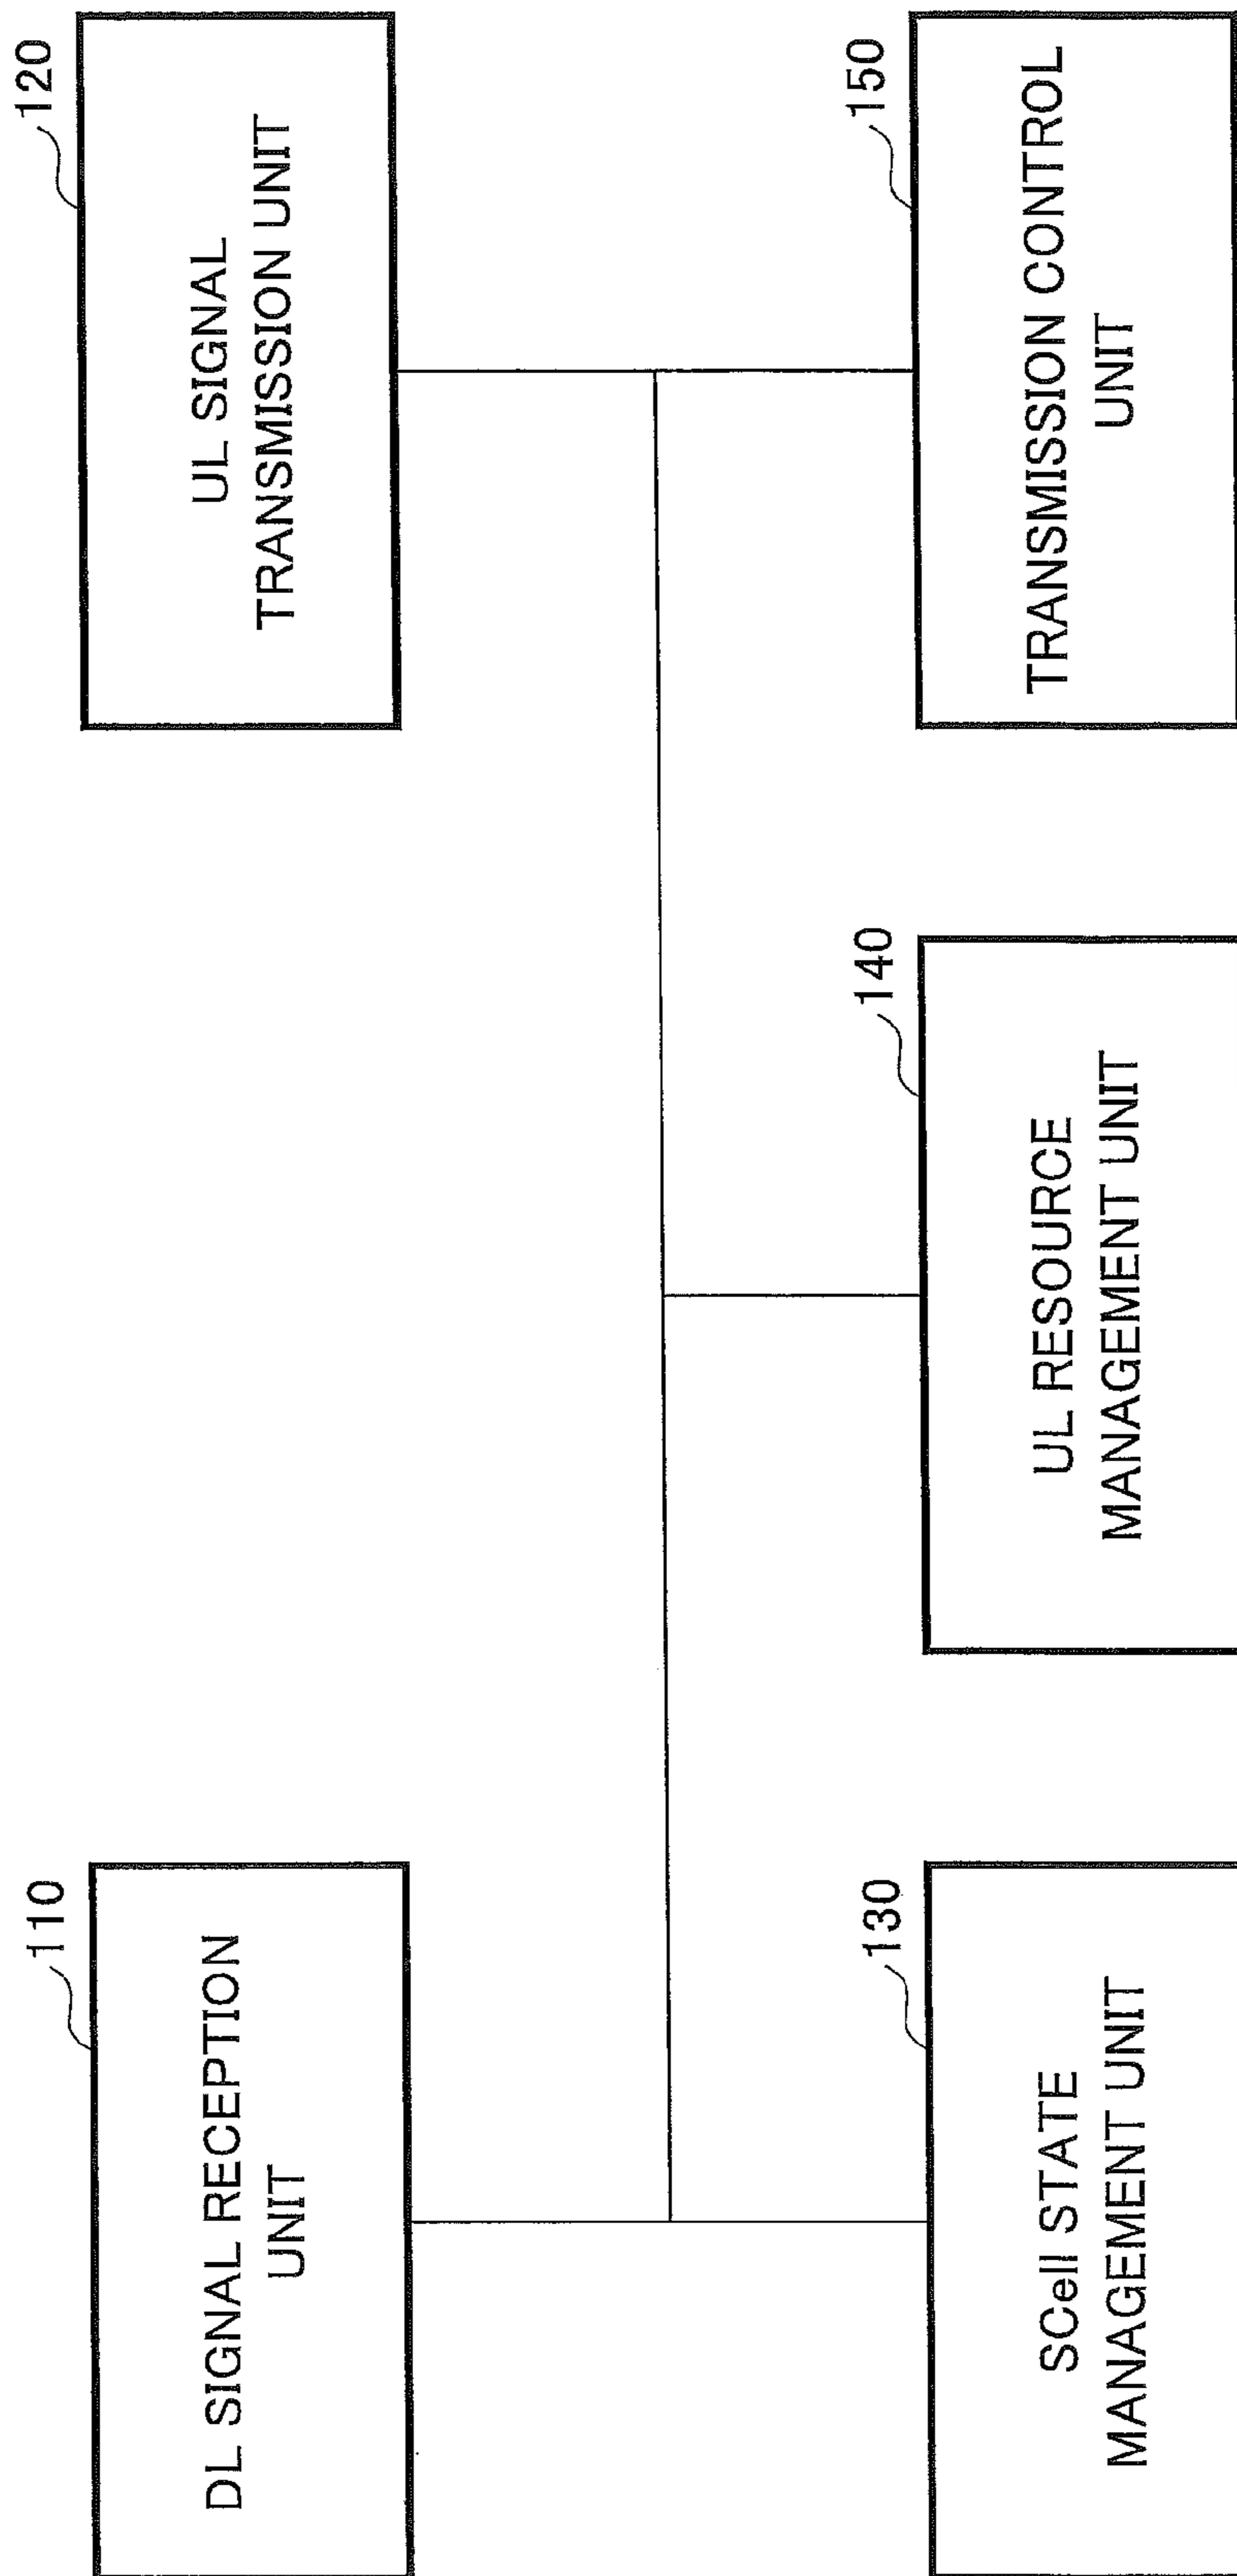 110
DL SIGNAL RECEPTION
UNIT
120
UL SIGNAL
TRANSMISSION UNIT
130
SCell STATE
MANAGEMENT UNIT
140
UL RESOURCE
MANAGEMENT UNIT
150
TRANSMISSION CONTROL
UNIT